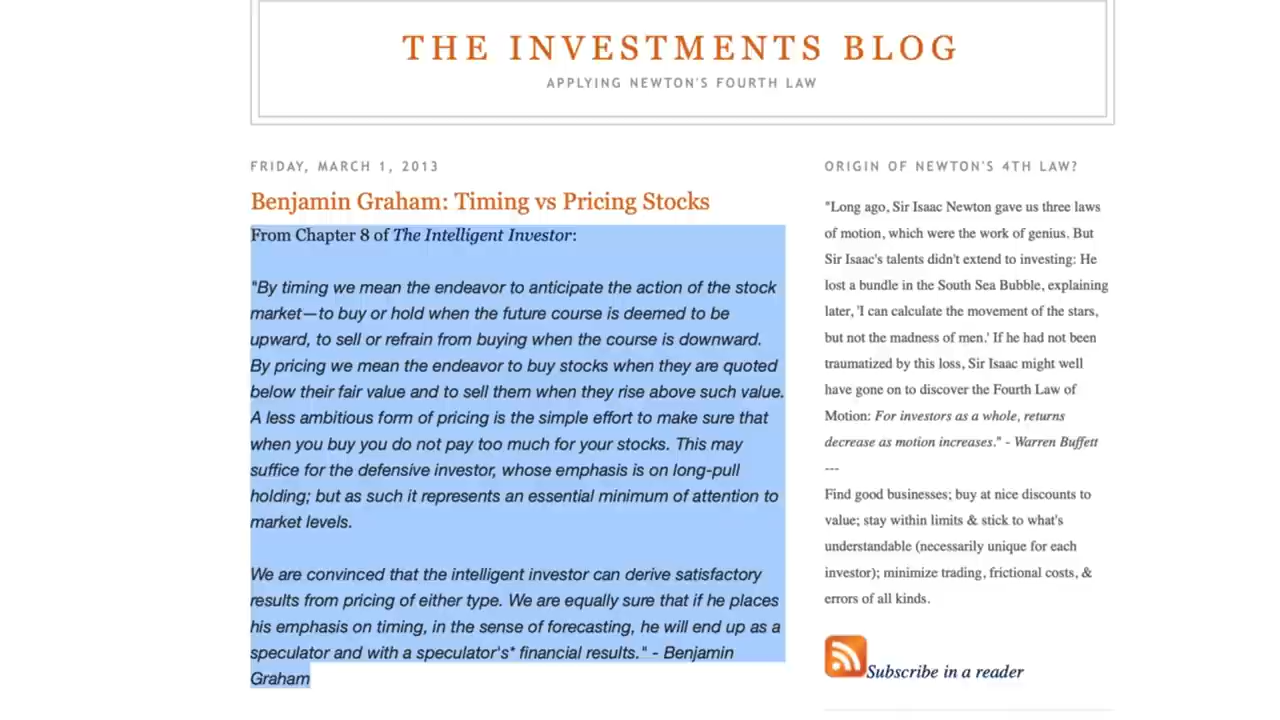 THE INVESTMENTS BLOG
APPLYING NEWTON'S FOURTH LAW
FRIDAY, MARCH 1, 2013
Benjamin Graham: Timing vs Pricing Stocks
From Chapter 8 of The Intelligent Investor:
"By timing we mean the endeavor to anticipate the action of the stock
market—to buy or hold when the future course is deemed to be
upward, to sell or refrain from buying when the course is downward.
By pricing we mean the endeavor to buy stocks when they are quoted
below their fair value and to sell them when they rise above such value.
A less ambitious form of pricing is the simple effort to make sure that
when you buy you do not pay too much for your stocks. This may
suffice for the defensive investor, whose emphasis is on long-pull
holding; but as such it represents an essential minimum of attention to
market levels.
We are convinced that the intelligent investor can derive satisfactory
results from pricing of either type. We are equally sure that if he places
his emphasis on timing, in the sense of forecasting, he will end up as a
speculator and with a speculator's* financial results." - Benjamin
Graham
ORIGIN OF NEWTON'S 4TH LAW?
"Long ago, Sir Isaac Newton gave us three laws
of motion, which were the work of genius. But
Sir Isaac's talents didn't extend to investing: He
lost a bundle in the South Sea Bubble, explaining
later, 'I can calculate the movement of the stars,
but not the madness of men.' If he had not been
traumatized by this loss, Sir Isaac might well
have gone on to discover the Fourth Law of
Motion: For investors as a whole, returns
decrease as motion increases." - Warren Buffett
---
Find good businesses; buy at nice discounts to
value; stay within limits & stick to what's
understandable (necessarily unique for each
investor); minimize trading, frictional costs, &
errors of all kinds.
Subscribe in a reader